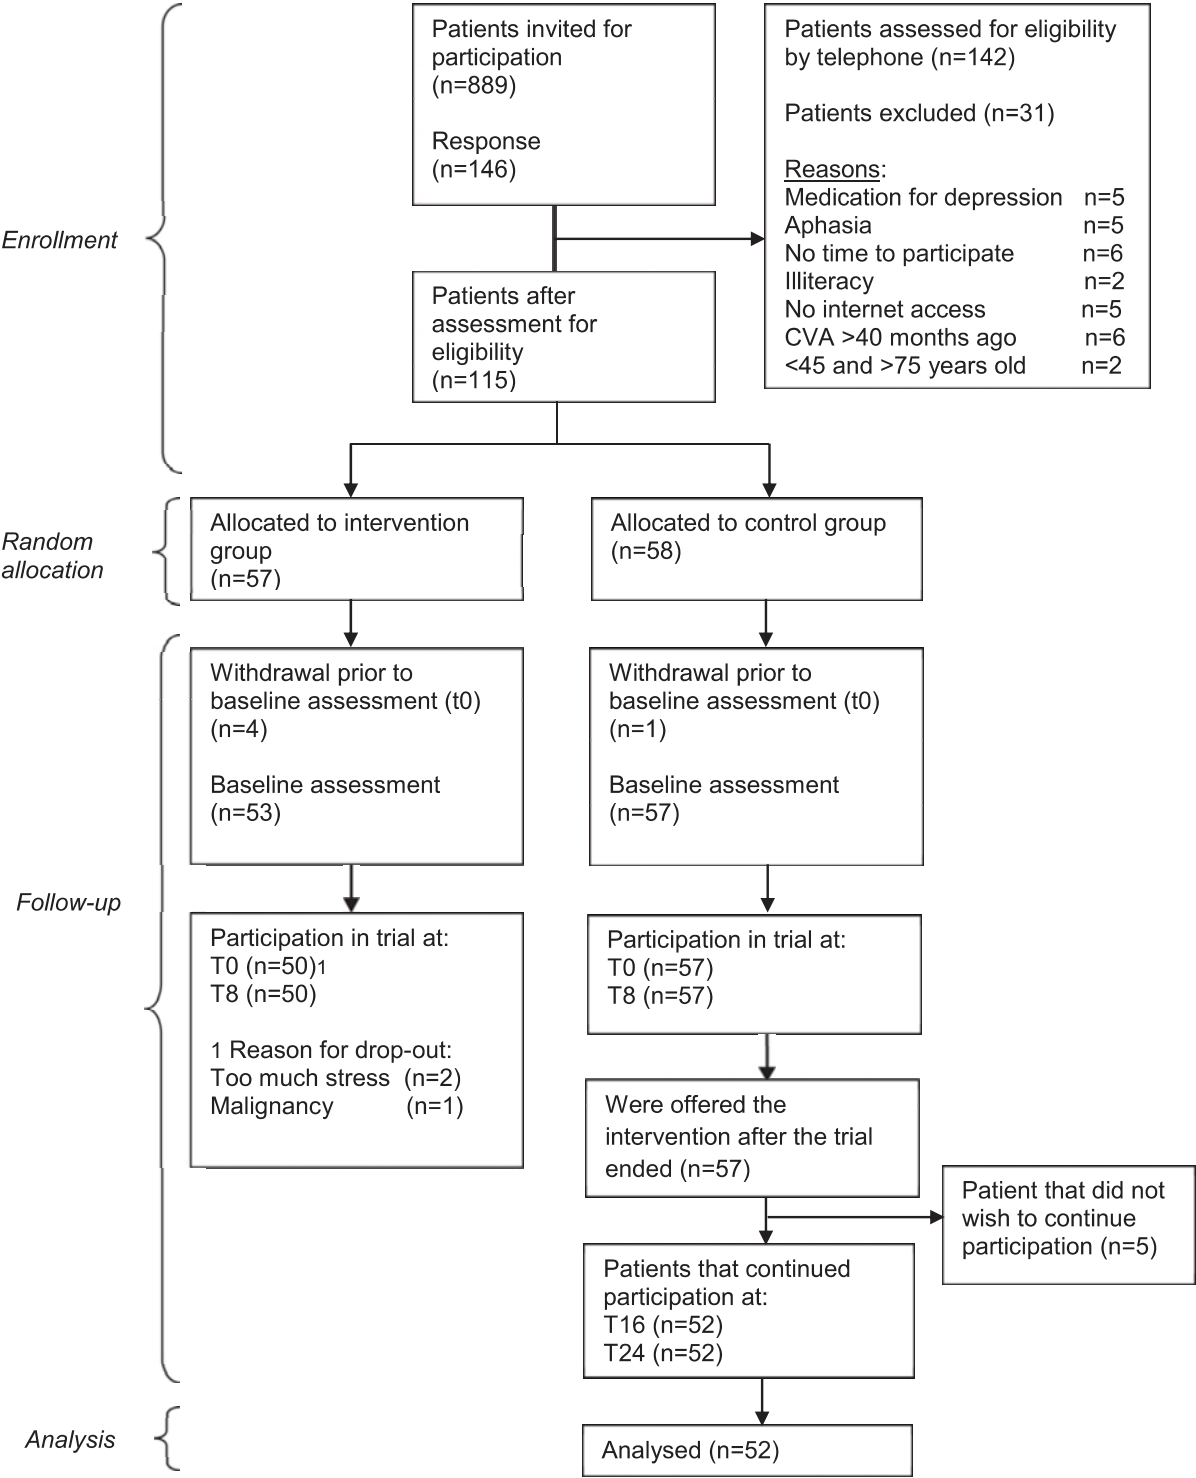 Patients invited for
participation
(n=889)
Response
(n=146)
Patients assessed for eligibility
by telephone (n=142)
Patients excluded (n=31)
Reasons:
Medication for depression n=5
Aphasia n=5
No time to participate n=6
Illiteracy n=2
No internet access n=5
CVA >40 months ago n=6
<45 and >75 years old n=2
Enrollment
Patients after
assessment for
eligibility
(n=115)
Random
allocation
Allocated to intervention
group
(n=57)
Allocated to control group
(n=58)
Follow-up
Withdrawal prior to
baseline assessment (t0)
(n=4)
Baseline assessment
(n=53)
Withdrawal prior to
baseline assessment (t0)
(n=1)
Baseline assessment
(n=57)
Participation in trial at:
T0 (n=50)1
T8 (n=50)
1 Reason for drop-out:
Too much stress (n=2)
Malignancy (n=1)
Participation in trial at:
T0 (n=57)
T8 (n=57)
Were offered the
intervention after the trial
ended (n=57)
Patient that did not
wish to continue
participation (n=5)
Patients that continued
participation at:
T16 (n=52)
T24 (n=52)
Analysis
Analysed (n=52)